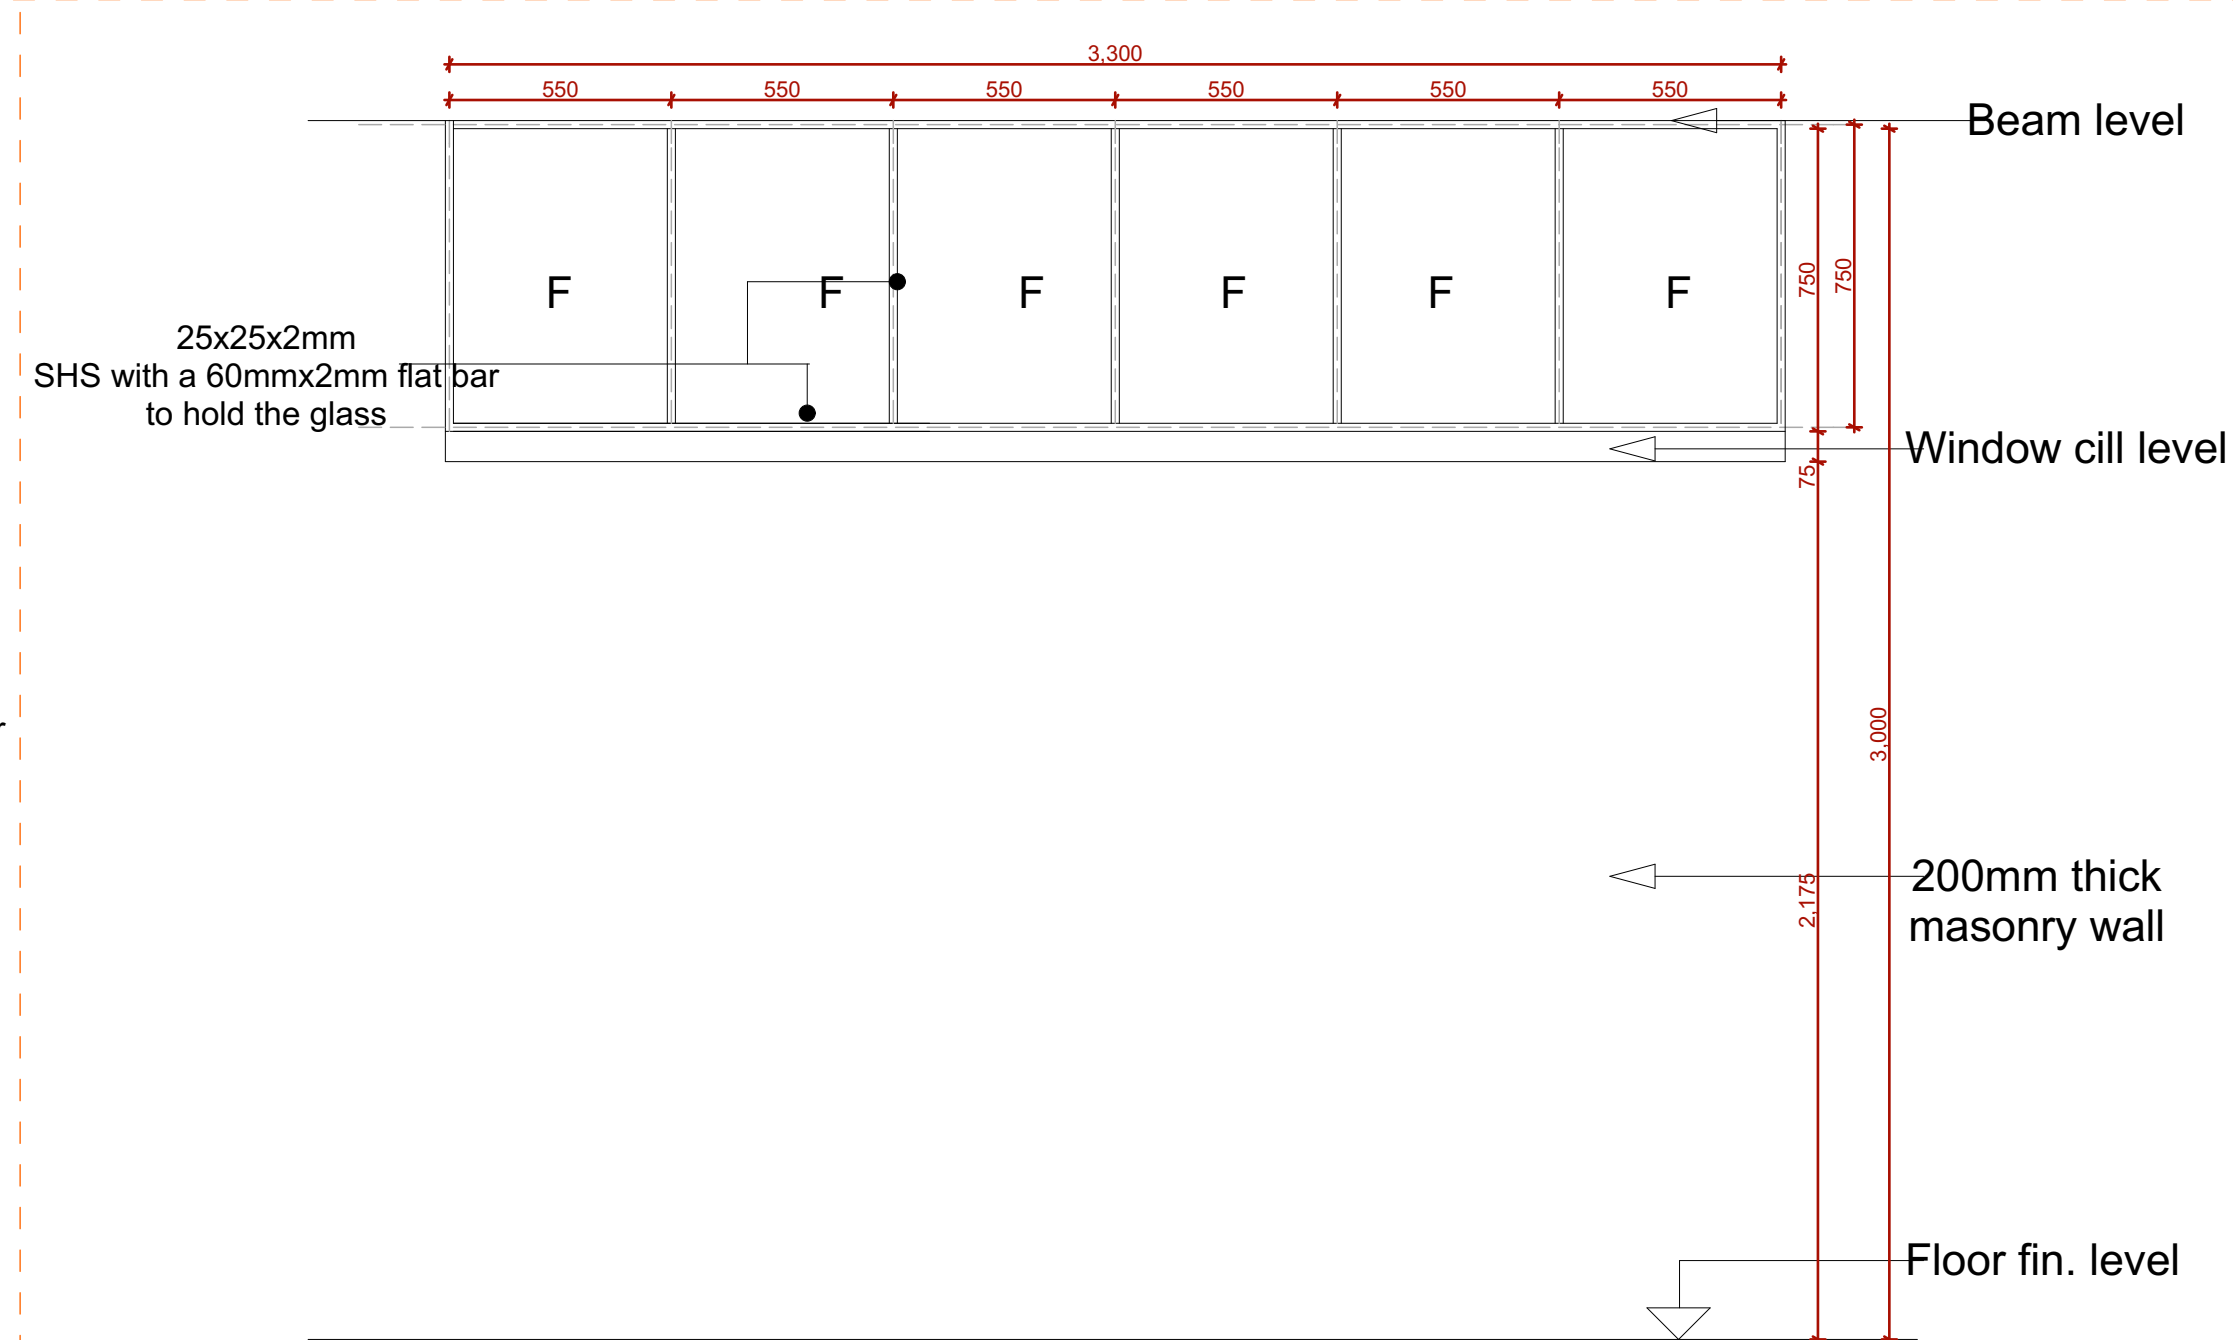 3,300
550 550 550 550 550 550
Beam level
F F F F F F
750
750
25x25x2mm
SHS with a 60mmx2mm flat bar
to hold the glass
Window cill level
75
3,000
2,175
200mm thick
masonry wall
Floor fin. level